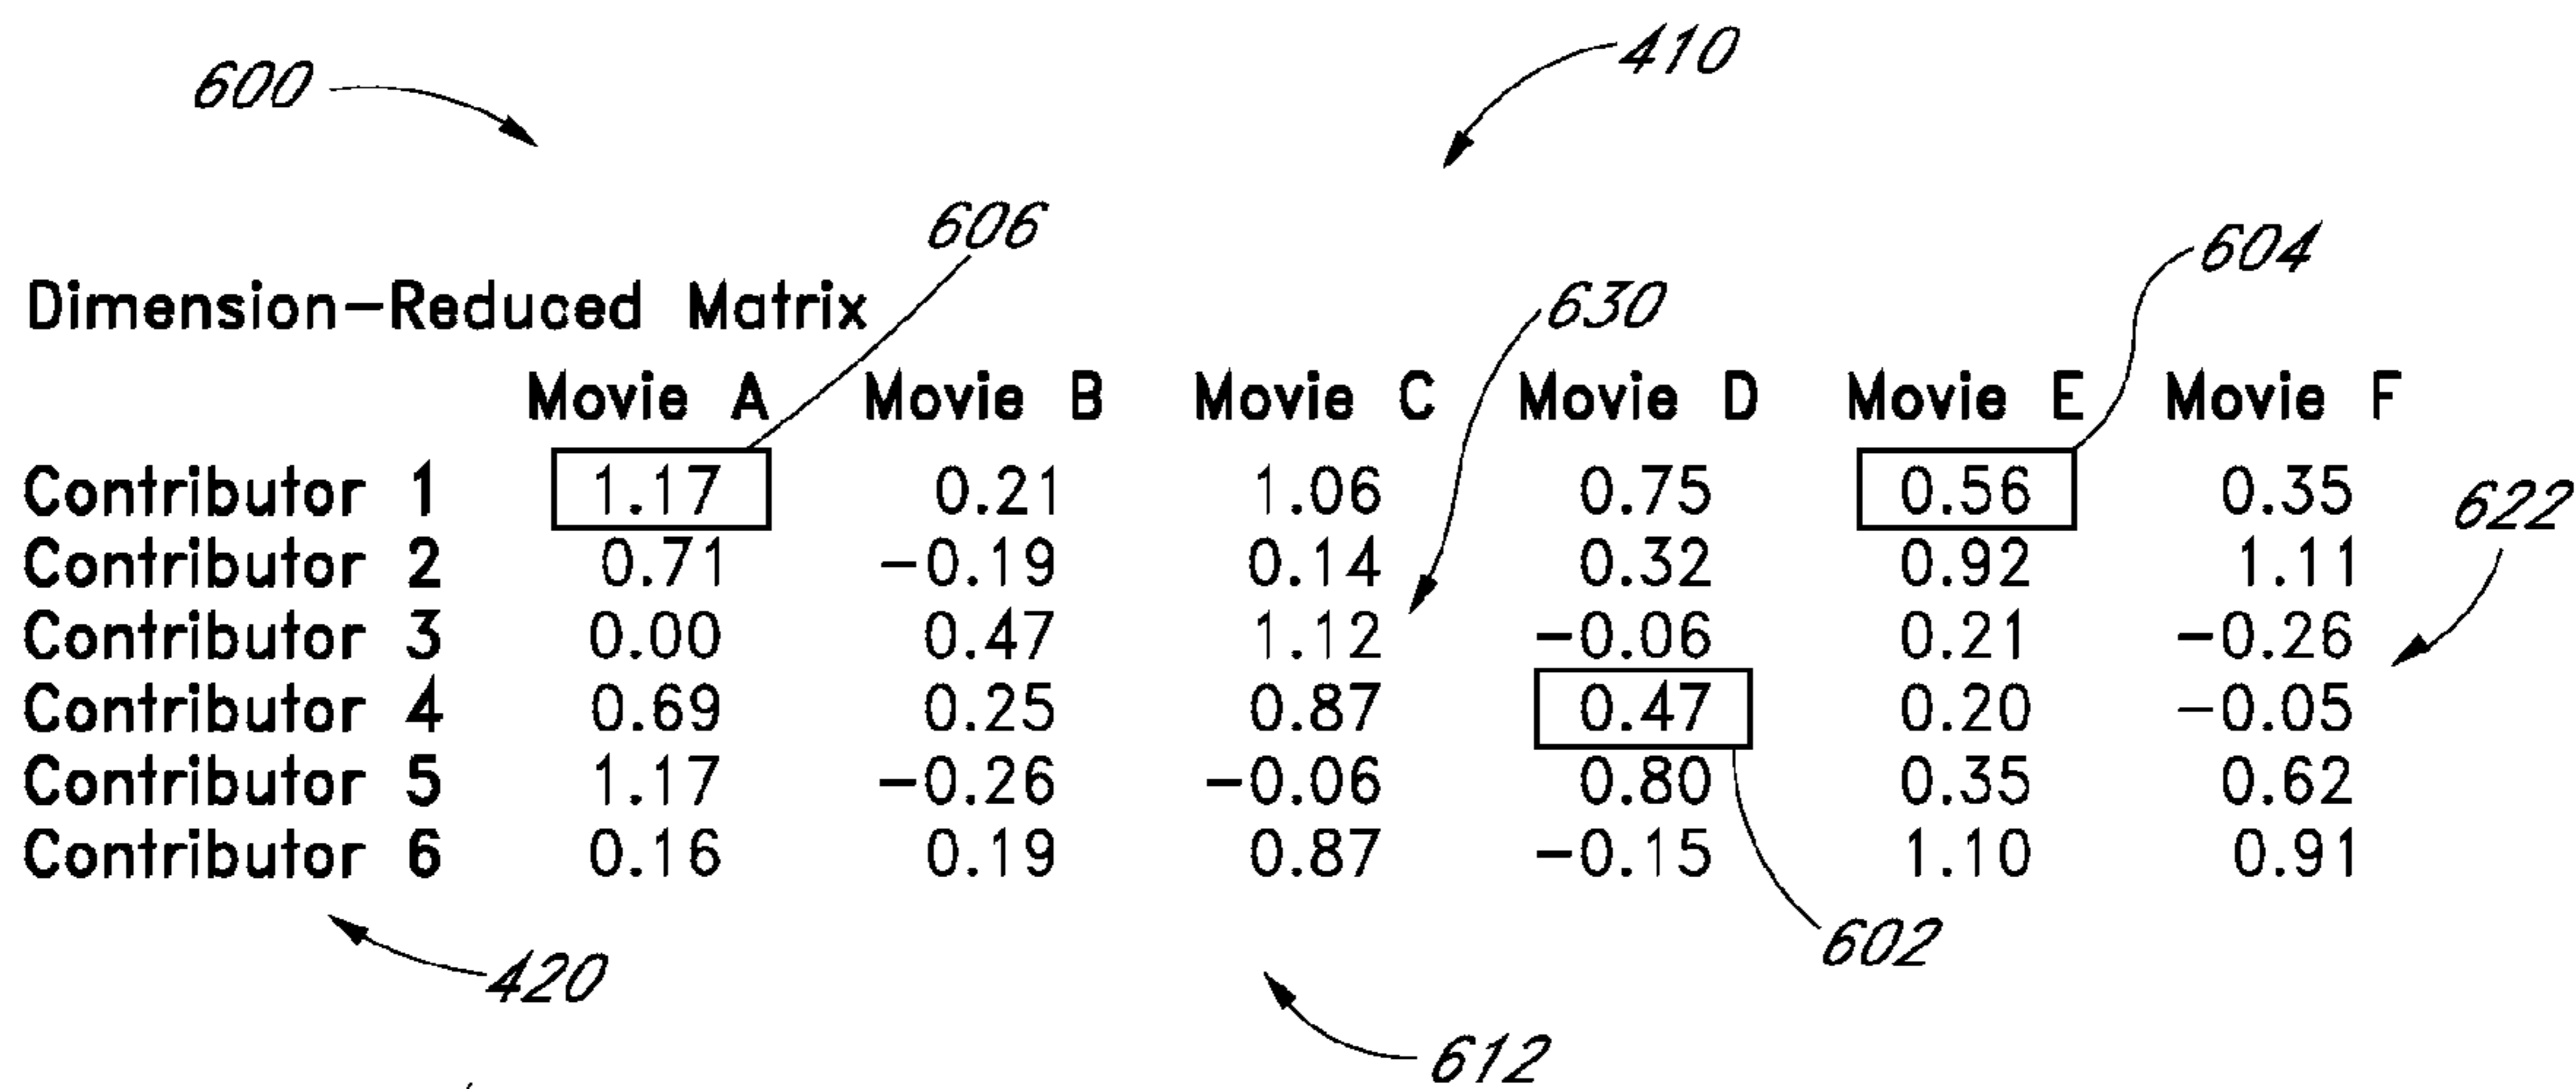 410
600
606
604
Dimension-Reduced Matrix
630
Movie A Movie B Movie C Movie D Movie E Movie F
Contributor 1 1.17 0.21 1.06 0.75 0.56 0.35
622
Contributor 2 0.71 -0.19 0.14 0.32 0.92 1.11
Contributor 3 0.00 0.47 1.12 -0.06 0.21 -0.26
Contributor 4 0.69 0.25 0.87 0.47 0.20 -0.05
Contributor 5 1.17 -0.26 -0.06 0.80 0.35 0.62
Contributor 6 0.16 0.19 0.87 -0.15 1.10 0.91
602
420
612